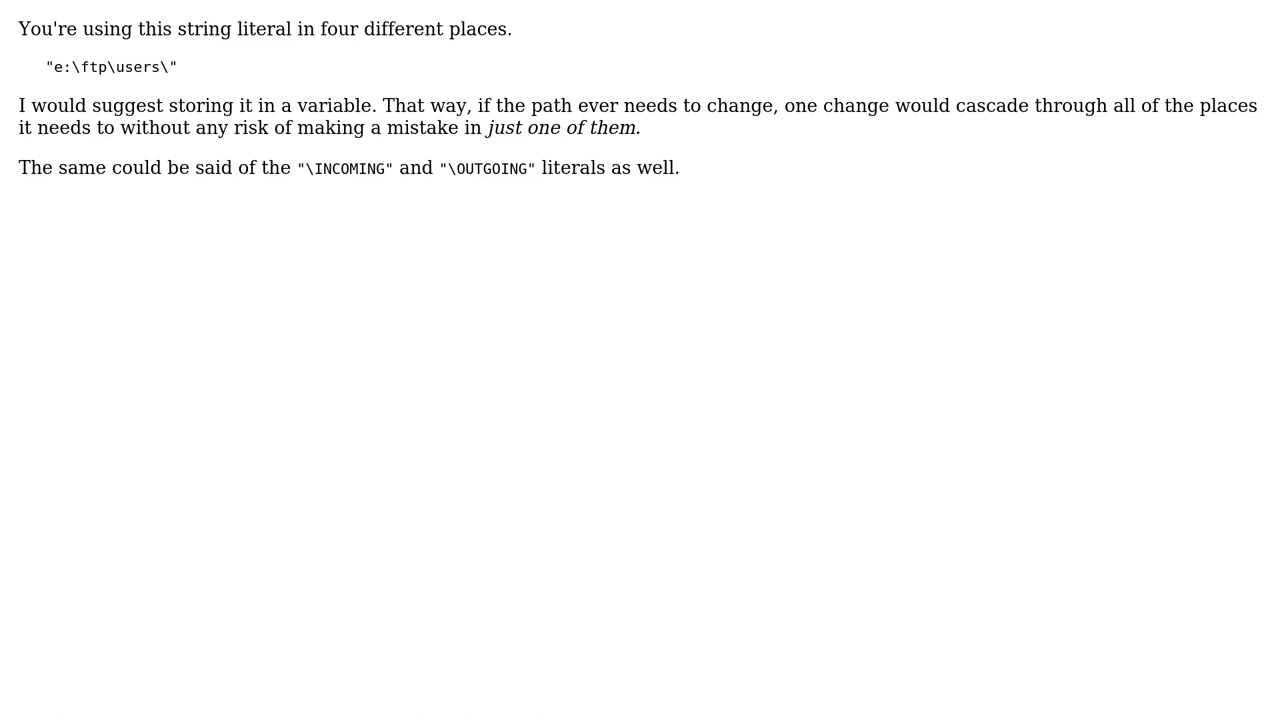 You're using this string literal in four different places.
"e:\ftp\users\"
I would suggest storing it in a variable. That way, if the path ever needs to change, one change would cascade through all of the places
it needs to without any risk of making a mistake in just one of them.
The same could be said of the "\INCOMING" and "\OUTGOING" literals as well.